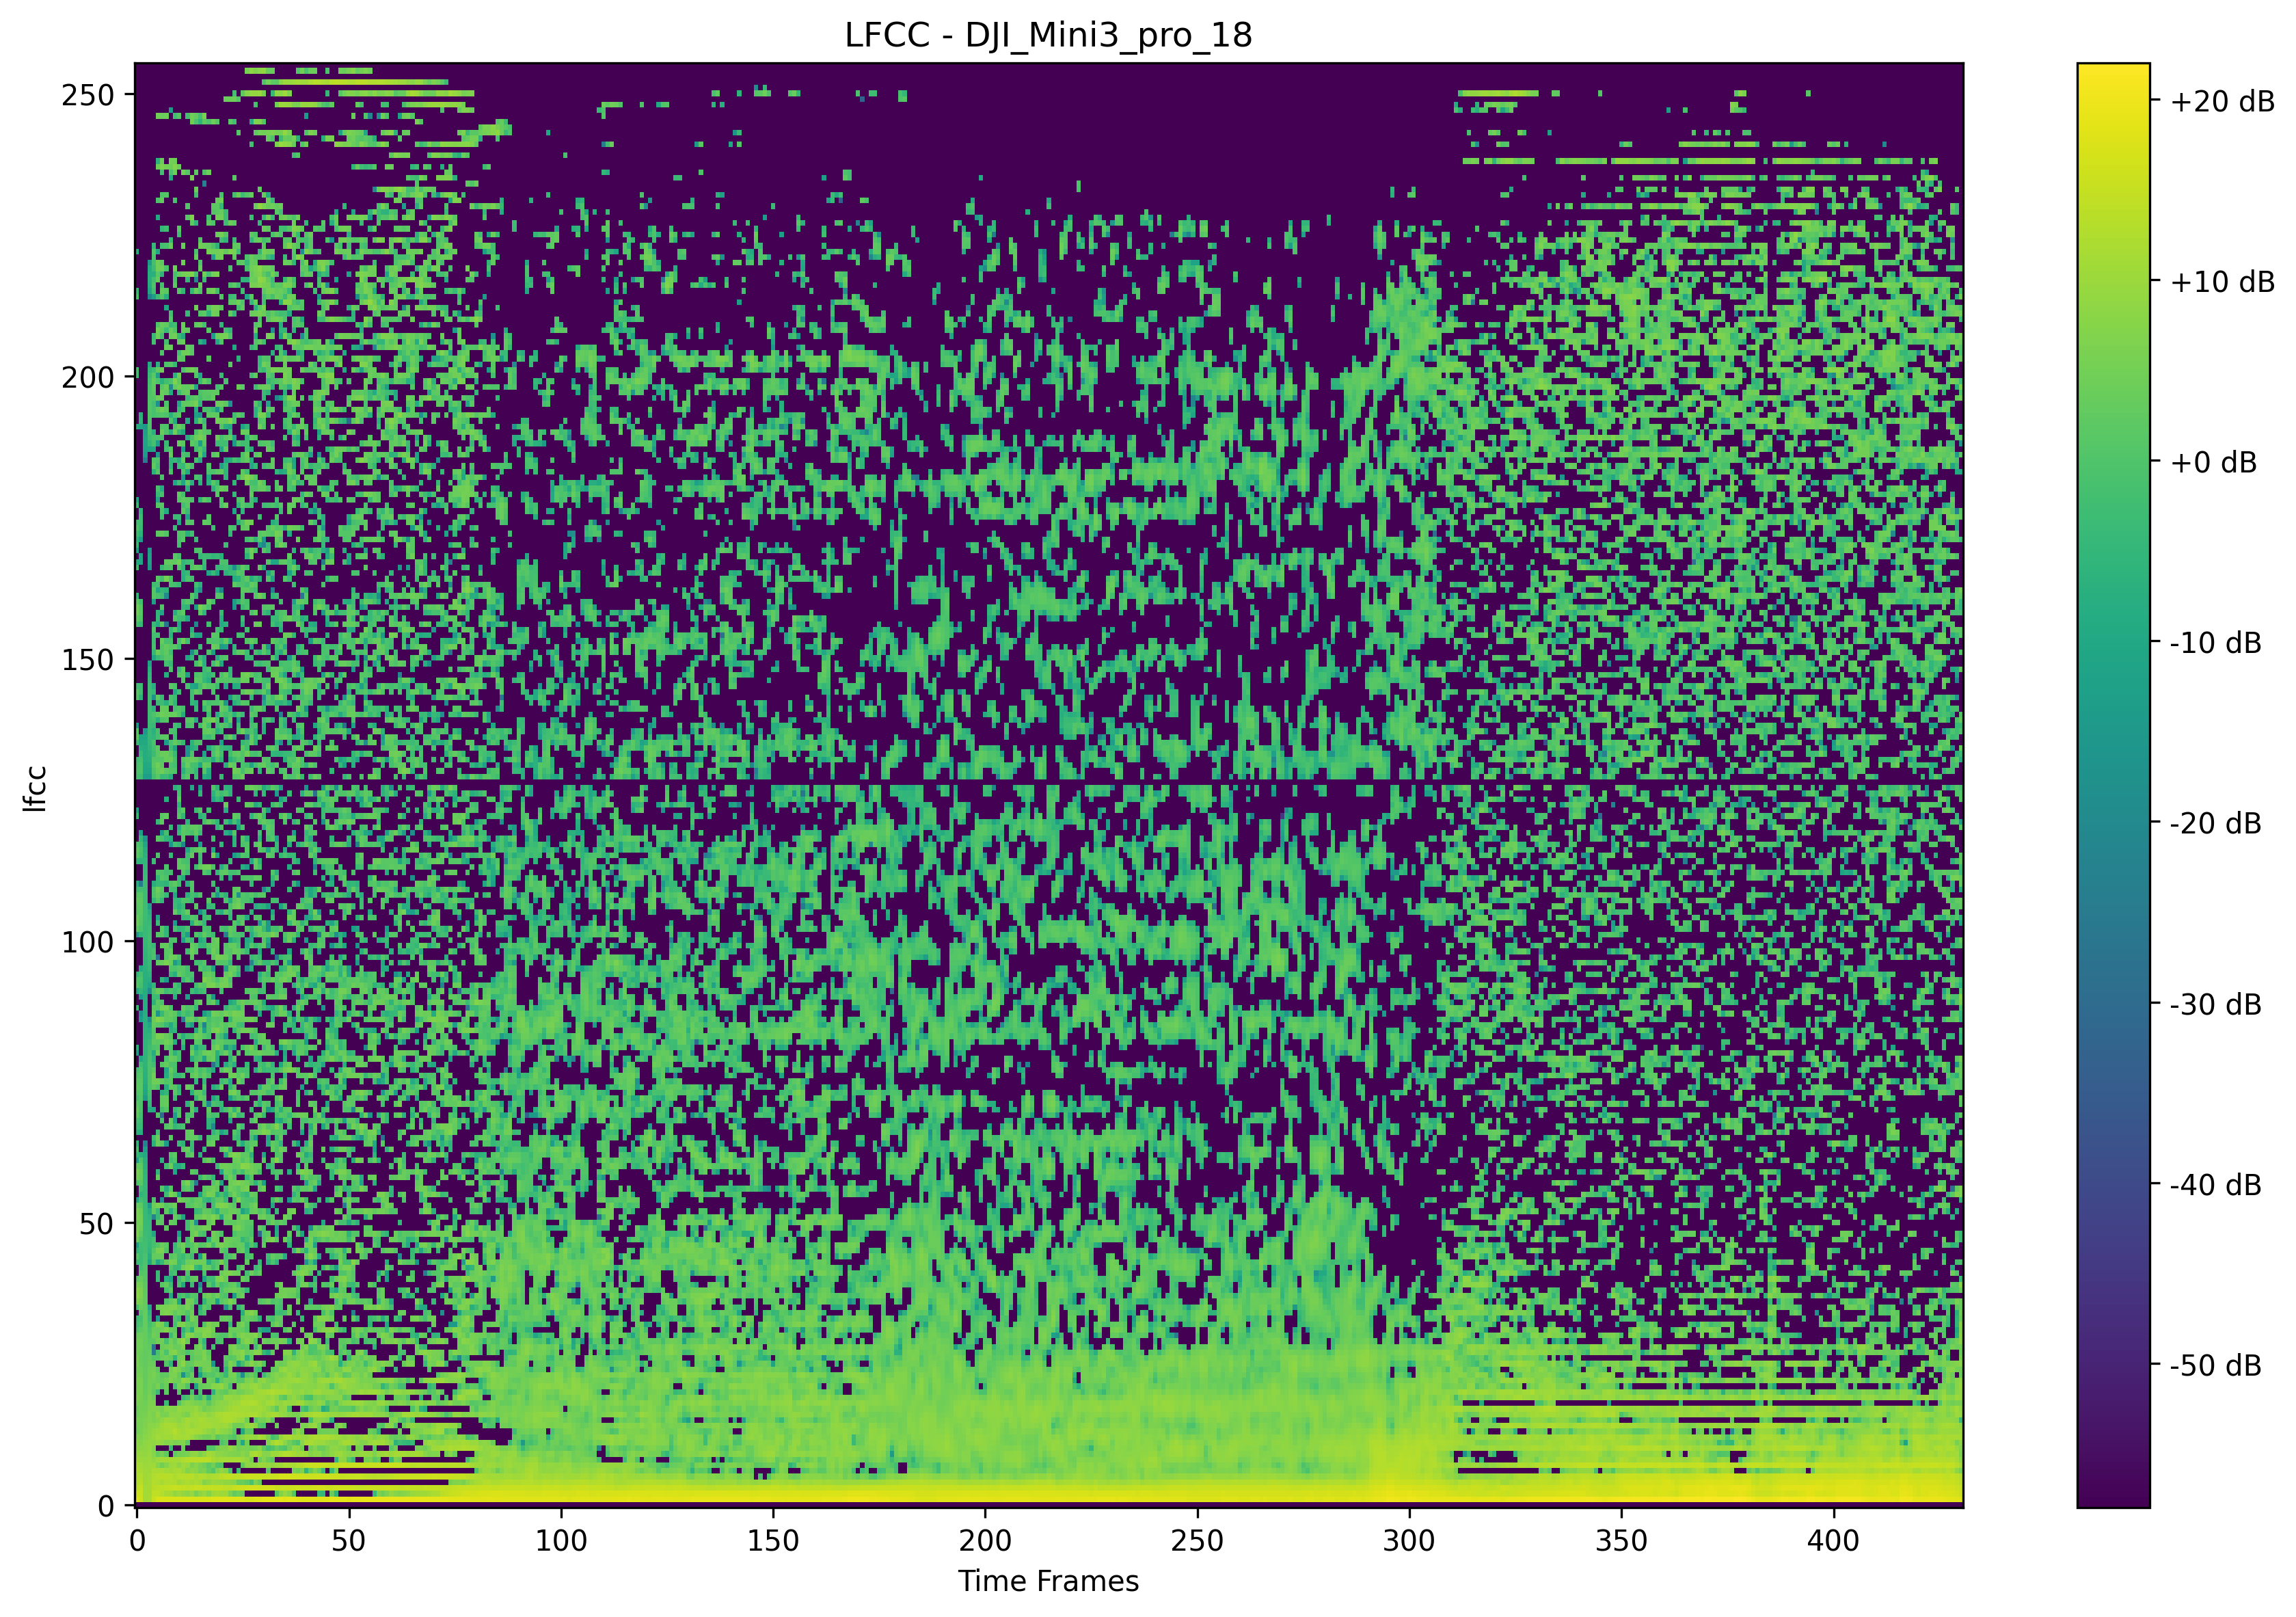 LFCC - DJI_Mini3_pro_18
250
200
150
100
50
0
lfcc
0 50 100 150 200 250 300 350 400
Time Frames
+20 dB
+10 dB
+0 dB
-10 dB
-20 dB
-30 dB
-40 dB
-50 dB